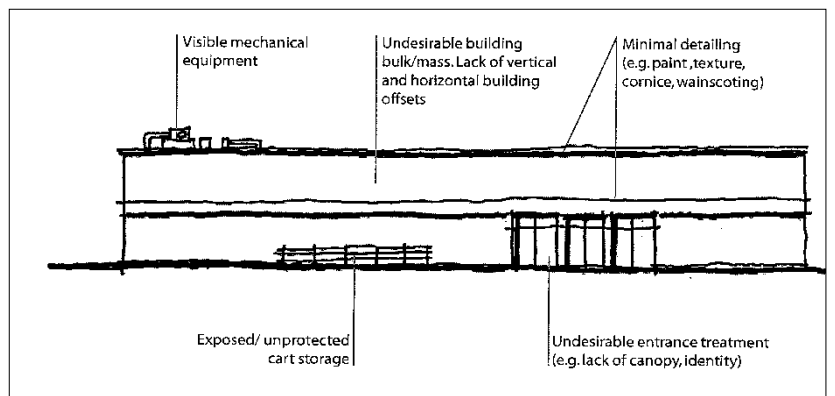 Visible mechanical
equipment
Undesirable building
bulk/mass. Lack of vertical
and horizontal building
offsets
Minimal detailing
(e.g. paint ,texture,
cornice, wainscoting)
Exposed/ unprotected
cart storage
Undesirable entrance treatment
(e.g. lack of canopy, identity)